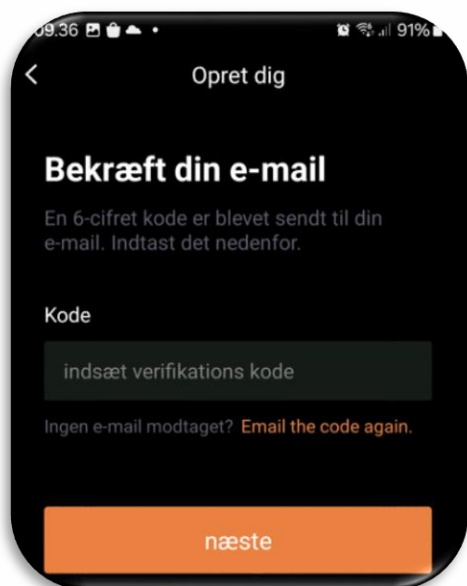 09.36
91%
Opret dig
Bekræft din e-mail
En 6-cifret kode er blevet sendt til din
e-mail. Indtast det nedenfor.
Kode
indsæt verifikations kode
Ingen e-mail modtaget? Email the code again.
næste